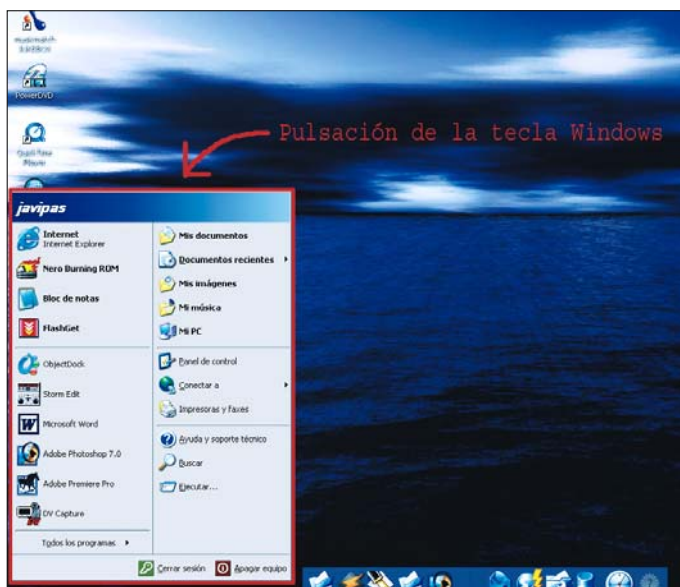 PowerDVD
Quick Time
Player
Pulsación de la tecla Windows
javipas
Internet
Internet Explorer
Nero Burning ROM
Bloc de notas
FlashGet
ObjectDock
Storm Edit
Microsoft Word
Adobe Photoshop 7.0
Adobe Premiere Pro
DV Capture
Todos los programas
Mis documentos
Documentos recientes
Mis imágenes
Mi música
Mi PC
Panel de control
Conectar a
Impresoras y faxes
Ayuda y soporte técnico
Buscar
Ejecutar...
Cerrar sesión
Apagar equipo